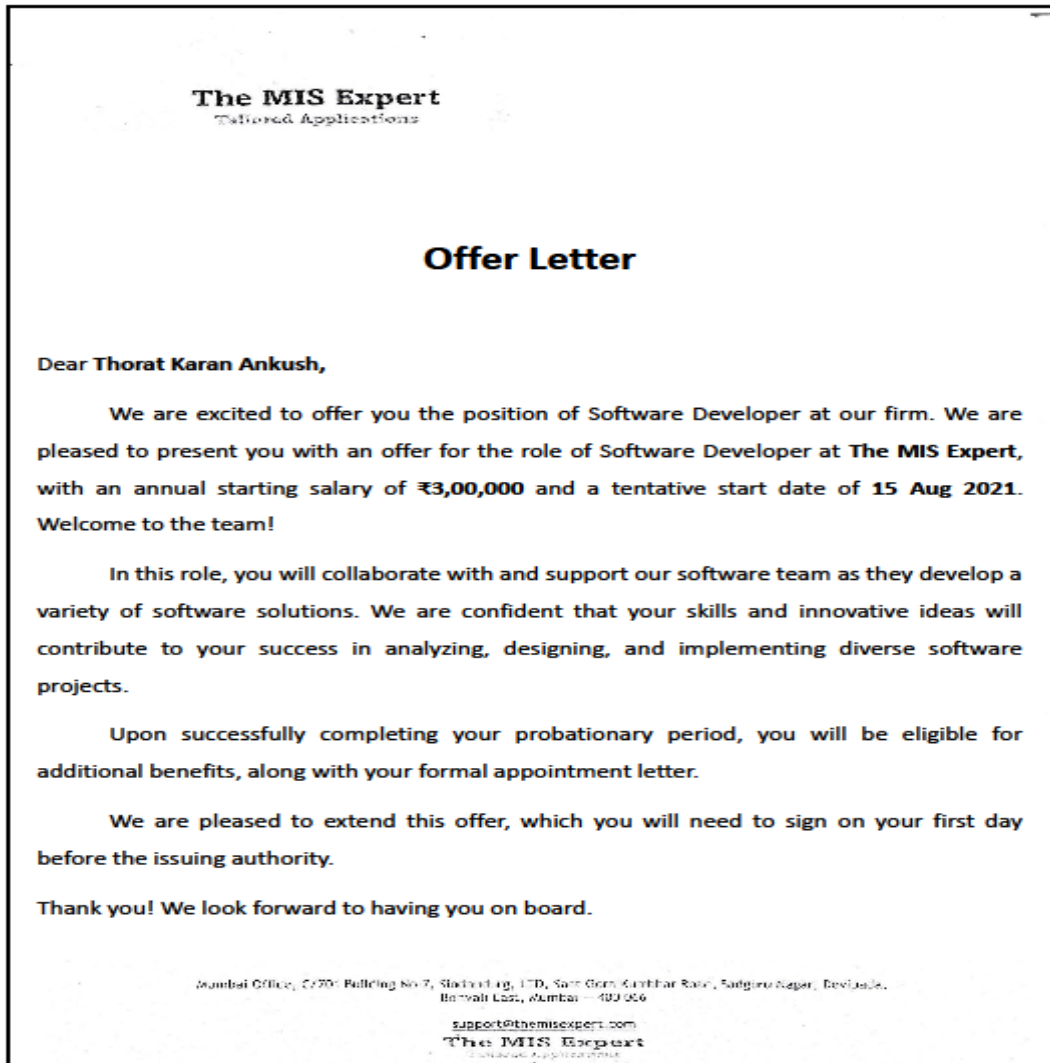 The MIS Expert
Tailored Applications
Offer Letter
Dear Thorat Karan Ankush,
We are excited to offer you the position of Software Developer at our firm. We are
pleased to present you with an offer for the role of Software Developer at The MIS Expert,
with an annual starting salary of ₹3,00,000 and a tentative start date of 15 Aug 2021.
Welcome to the team!
In this role, you will collaborate with and support our software team as they develop a
variety of software solutions. We are confident that your skills and innovative ideas will
contribute to your success in analyzing, designing, and implementing diverse software
projects.
Upon successfully completing your probationary period, you will be eligible for
additional benefits, along with your formal appointment letter.
We are pleased to extend this offer, which you will need to sign on your first day
before the issuing authority.
Thank you! We look forward to having you on board.
Mumbai Office, Building No 7, Road, Nagar,
East, Mumbai –
support@themisexpert.com
The MIS Expert
Tailored Applications